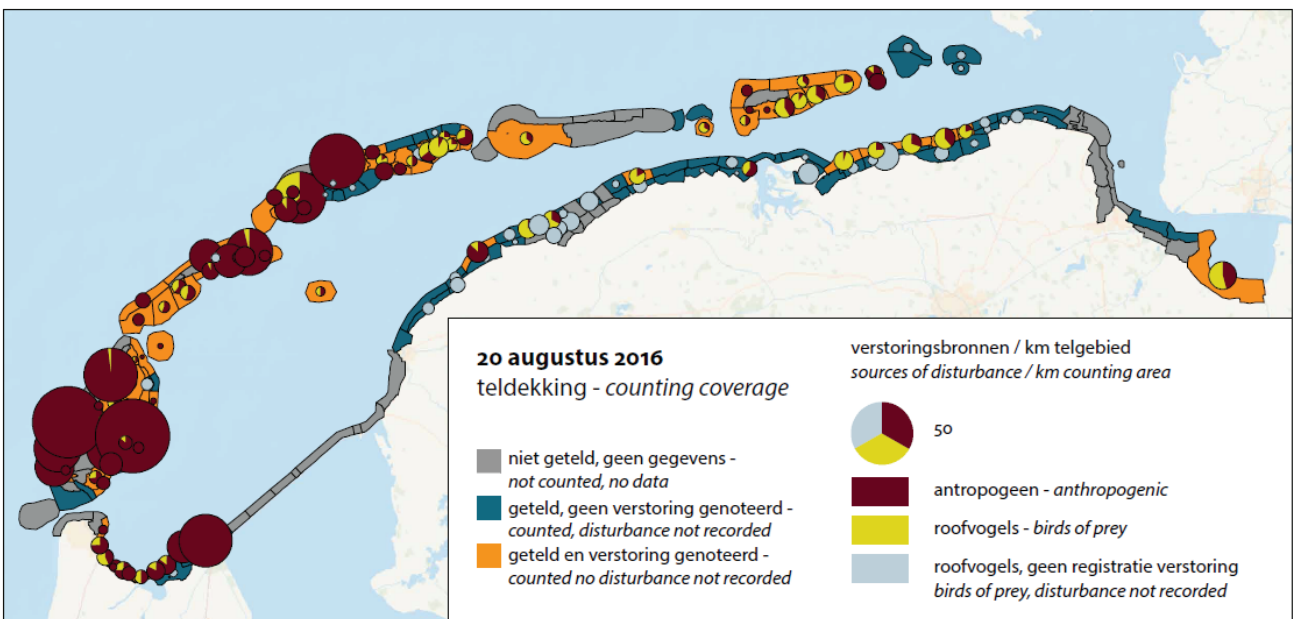 20 augustus 2016
teldekking - counting coverage
niet geteld, geen gegevens -
not counted, no data
geteld, geen verstoring genoteerd -
counted, disturbance not recorded
geteld en verstoring genoteerd -
counted no disturbance not recorded
verstoringsbronnen / km telgebied
sources of disturbance / km counting area
50
antropogeen - anthropogenic
roofvogels - birds of prey
roofvogels, geen registratie verstoring
birds of prey, disturbance not recorded